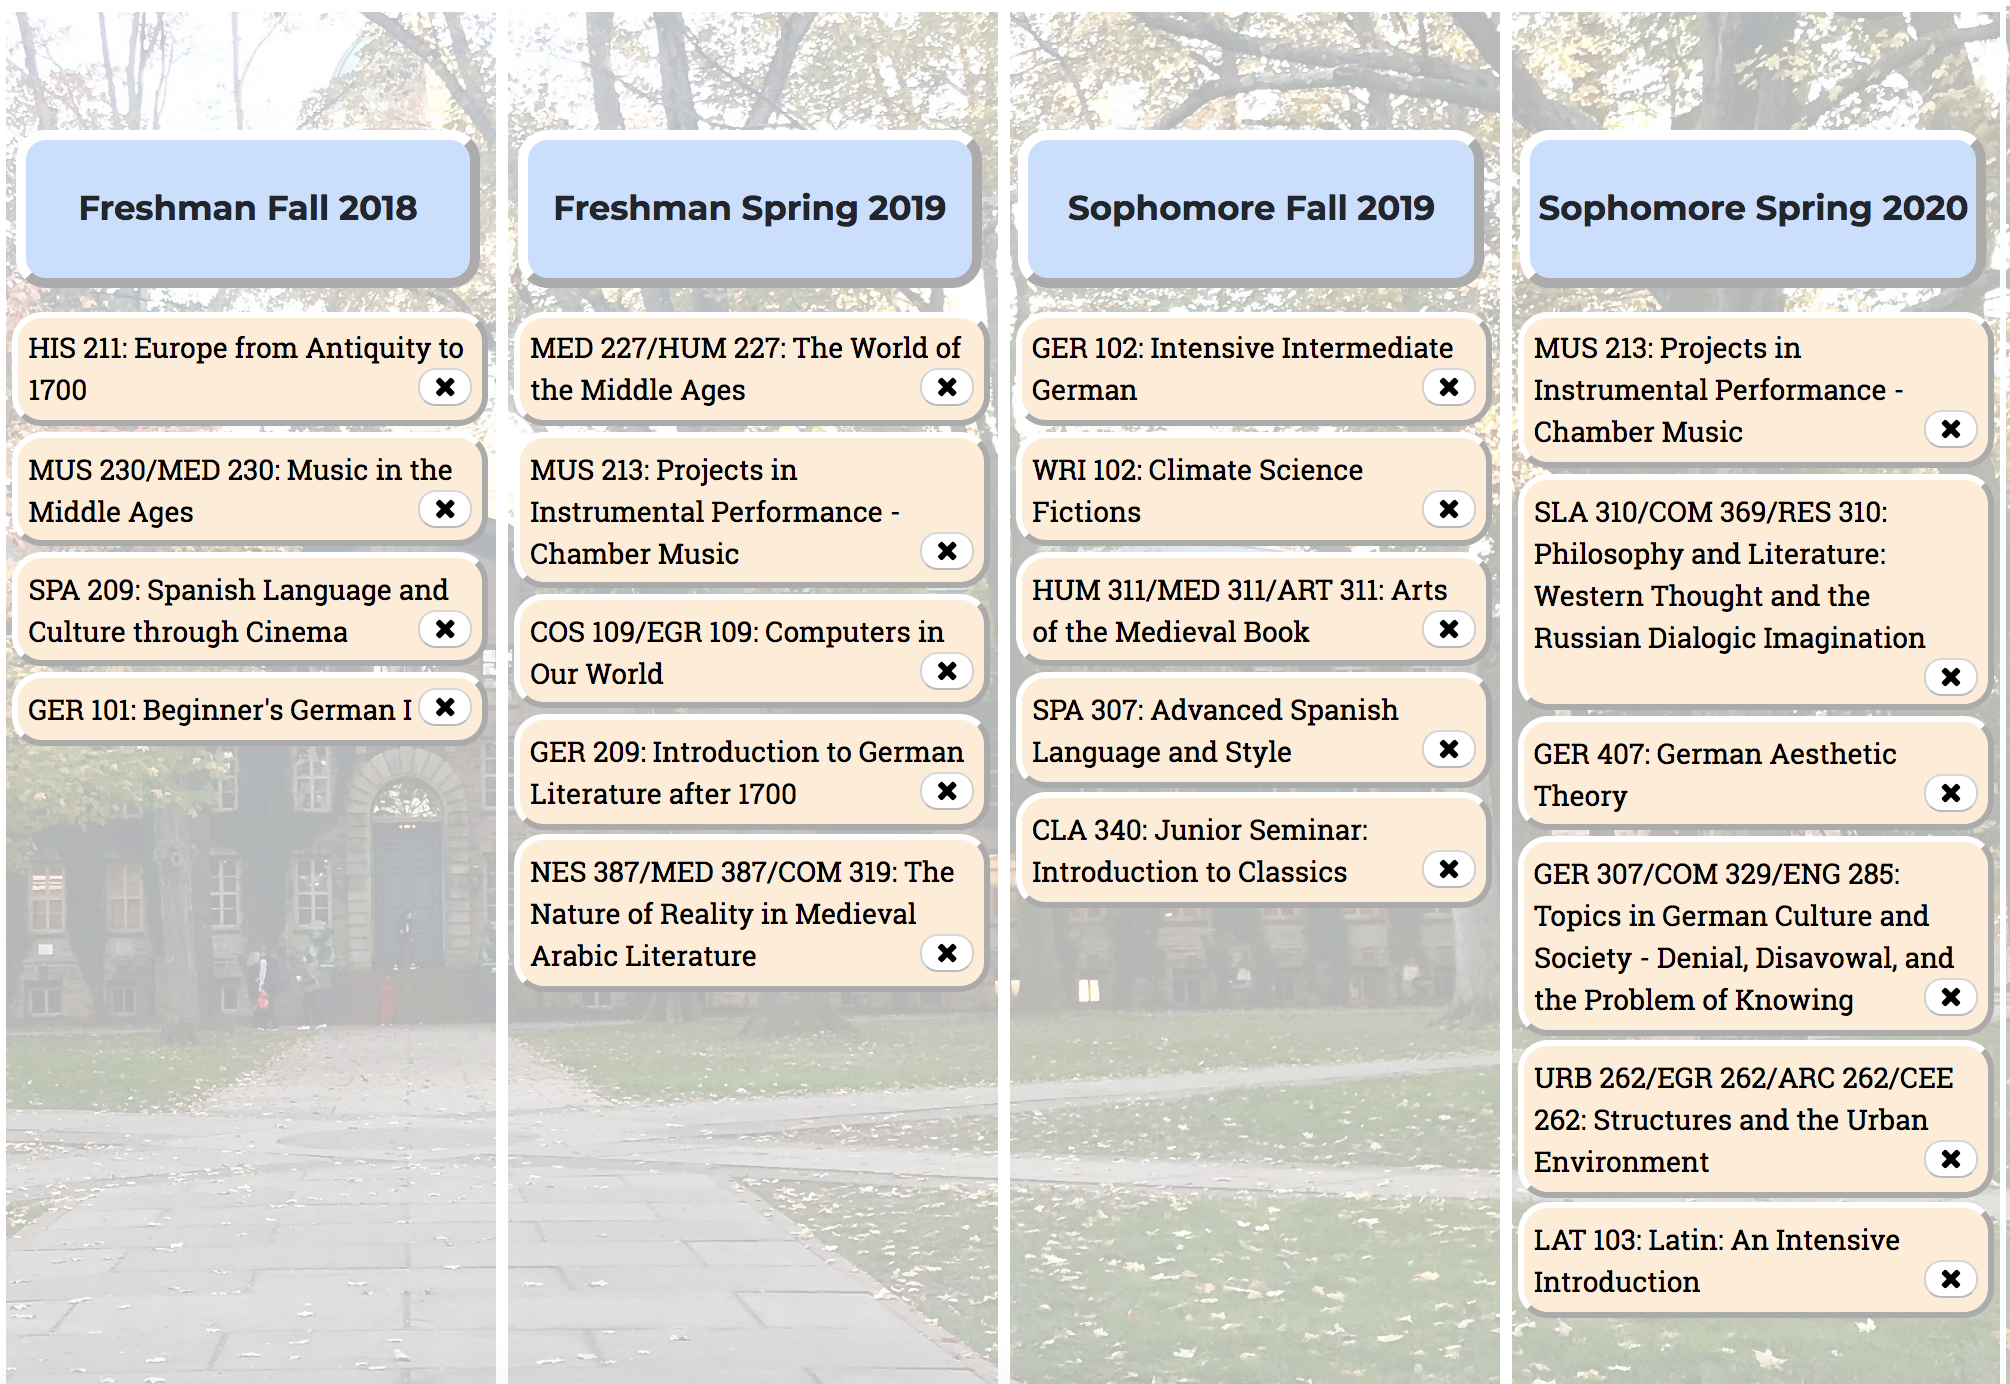 Freshman Fall 2018
HIS 211: Europe from Antiquity to
1700
MUS 230/MED 230: Music in the
Middle Ages
SPA 209: Spanish Language and
Culture through Cinema
GER 101: Beginner's German I
Freshman Spring 2019
MED 227/HUM 227: The World of
the Middle Ages
MUS 213: Projects in
Instrumental Performance -
Chamber Music
COS 109/EGR 109: Computers in
Our World
GER 209: Introduction to German
Literature after 1700
NES 387/MED 387/COM 319: The
Nature of Reality in Medieval
Arabic Literature
Sophomore Fall 2019
GER 102: Intensive Intermediate
German
WRI 102: Climate Science
Fictions
HUM 311/MED 311/ART 311: Arts
of the Medieval Book
SPA 307: Advanced Spanish
Language and Style
CLA 340: Junior Seminar:
Introduction to Classics
Sophomore Spring 2020
MUS 213: Projects in
Instrumental Performance -
Chamber Music
SLA 310/COM 369/RES 310:
Philosophy and Literature:
Western Thought and the
Russian Dialogic Imagination
GER 407: German Aesthetic
Theory
GER 307/COM 329/ENG 285:
Topics in German Culture and
Society - Denial, Disavowal, and
the Problem of Knowing
URB 262/EGR 262/ARC 262/CEE
262: Structures and the Urban
Environment
LAT 103: Latin: An Intensive
Introduction